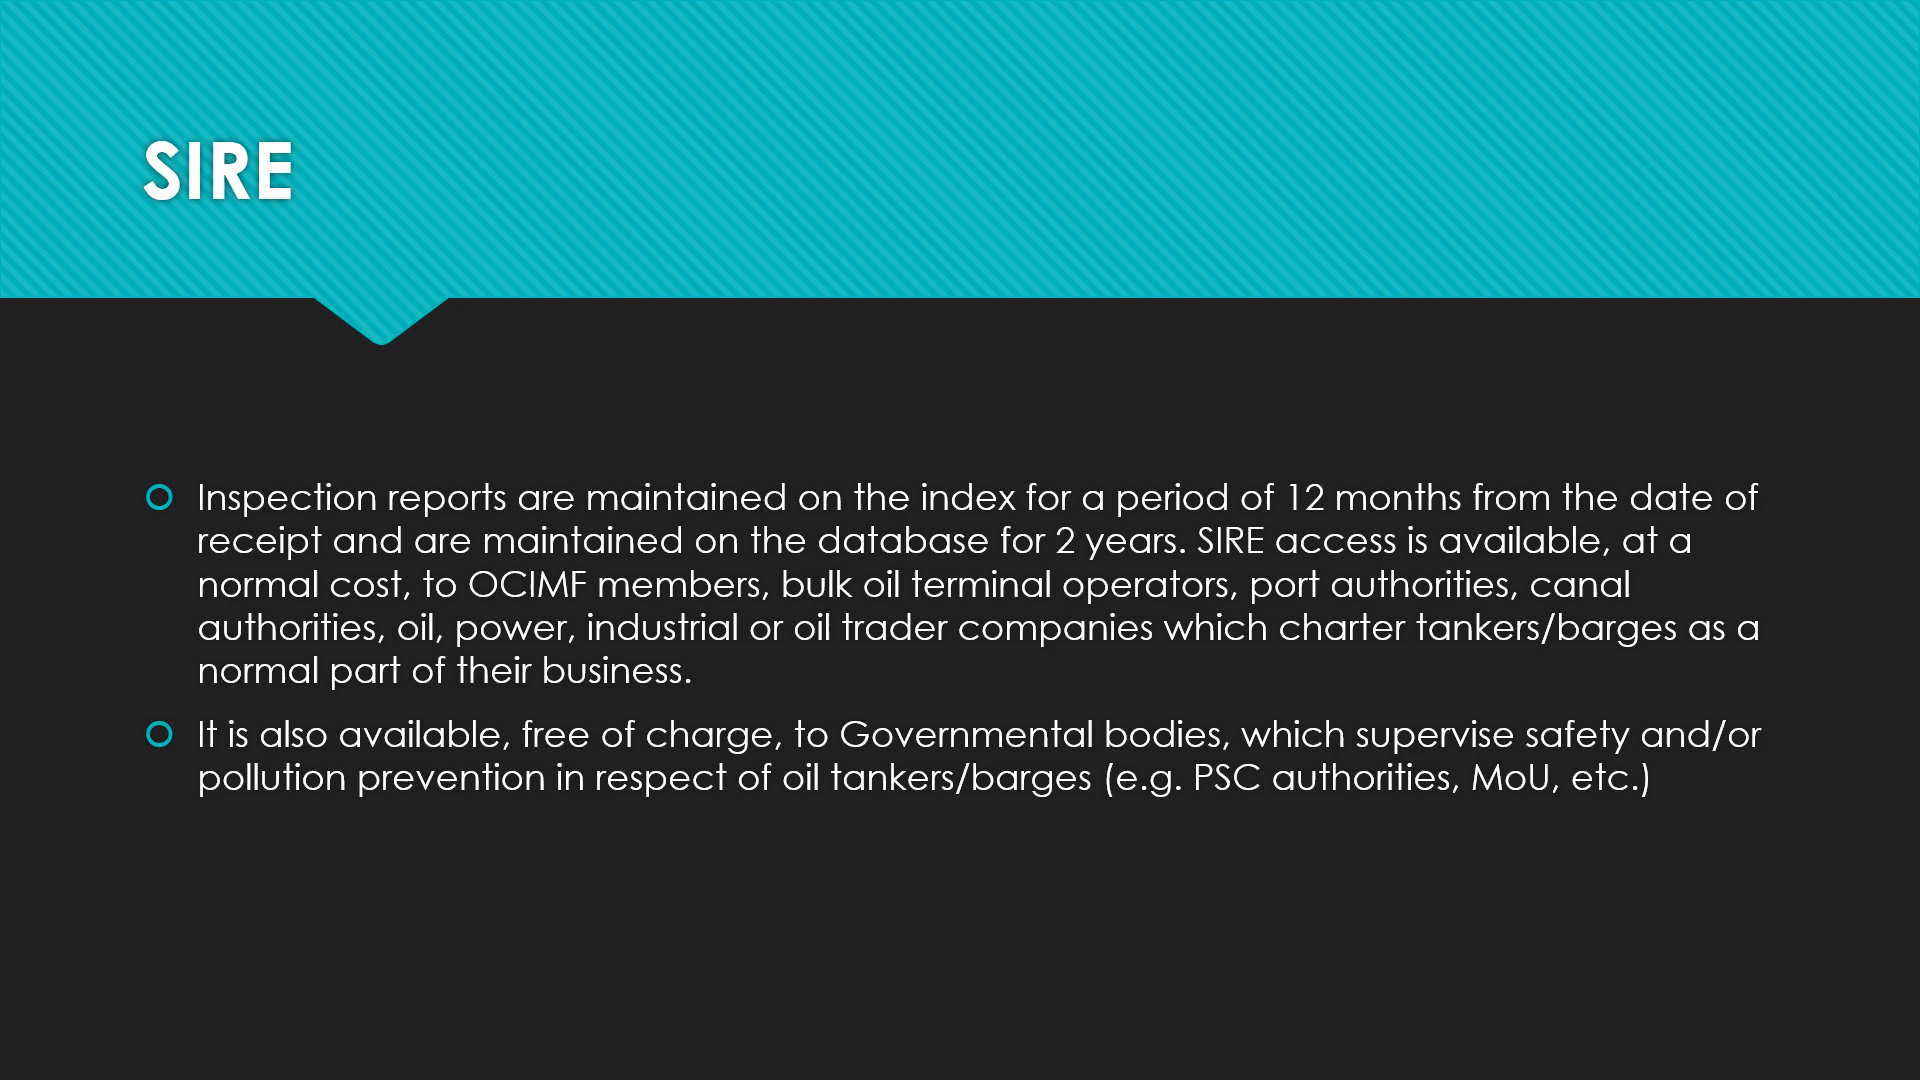 SIRE
Inspection reports are maintained on the index for a period of 12 months from the date of
receipt and are maintained on the database for 2 years. SIRE access is available, at a
normal cost, to OCIMF members, bulk oil terminal operators, port authorities, canal
authorities, oil, power, industrial or oil trader companies which charter tankers/barges as a
normal part of their business.
It is also available, free of charge, to Governmental bodies, which supervise safety and/or
pollution prevention in respect of oil tankers/barges (e.g. PSC authorities, MoU, etc.)